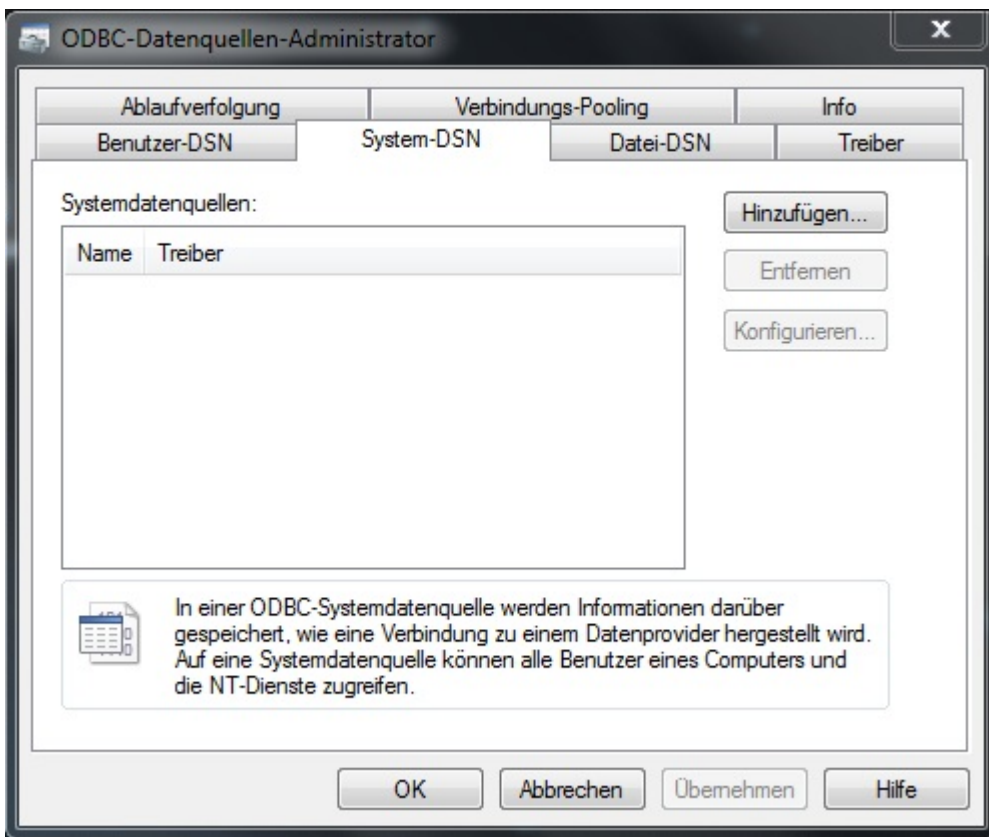 ODBC-Datenquellen-Administrator
Ablaufverfolgung Verbindungs-Pooling Info
Benutzer-DSN System-DSN Datei-DSN Treiber
Systemdatenquellen:
Hinzufügen...
Name Treiber
Entfernen
Konfigurieren...
In einer ODBC-Systemdatenquelle werden Informationen darüber
gespeichert, wie eine Verbindung zu einem Datenprovider hergestellt wird.
Auf eine Systemdatenquelle können alle Benutzer eines Computers und
die NT-Dienste zugreifen.
OK Abbrechen Übernehmen Hilfe